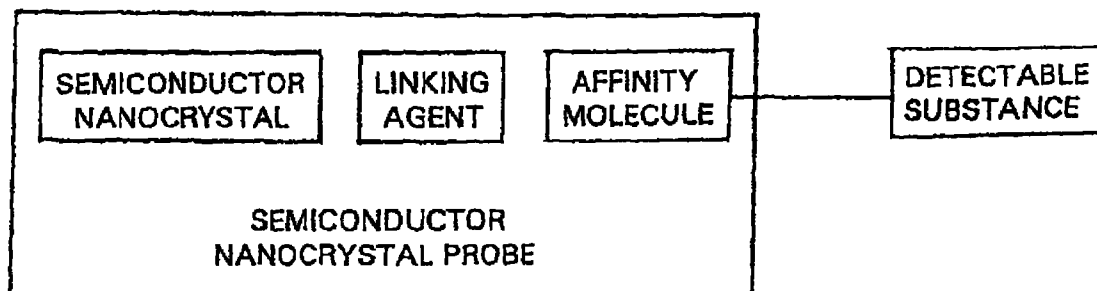 SEMICONDUCTOR
NANOCRYSTAL
LINKING
AGENT
AFFINITY
MOLECULE
DETECTABLE
SUBSTANCE
SEMICONDUCTOR
NANOCRYSTAL PROBE